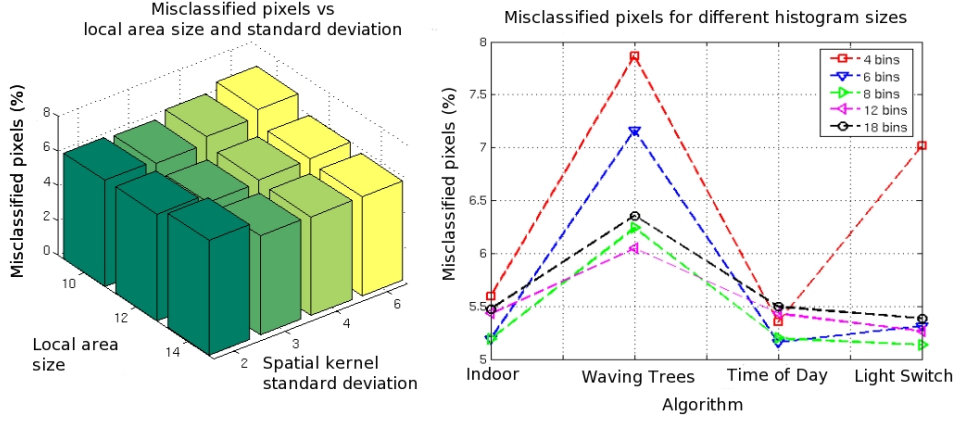 Misclassified pixels vs
local area size and standard deviation
Misclassified pixels (%)
8
6
4
2
0
10
12
14
Local area
size
2
3
4
6
Spatial kernel
standard deviation
Misclassified pixels for different histogram sizes
Misclassified pixels (%)
8
7.5
7
6.5
6
5.5
5
4 bins
6 bins
8 bins
12 bins
18 bins
Indoor
Waving Trees
Time of Day
Light Switch
Algorithm